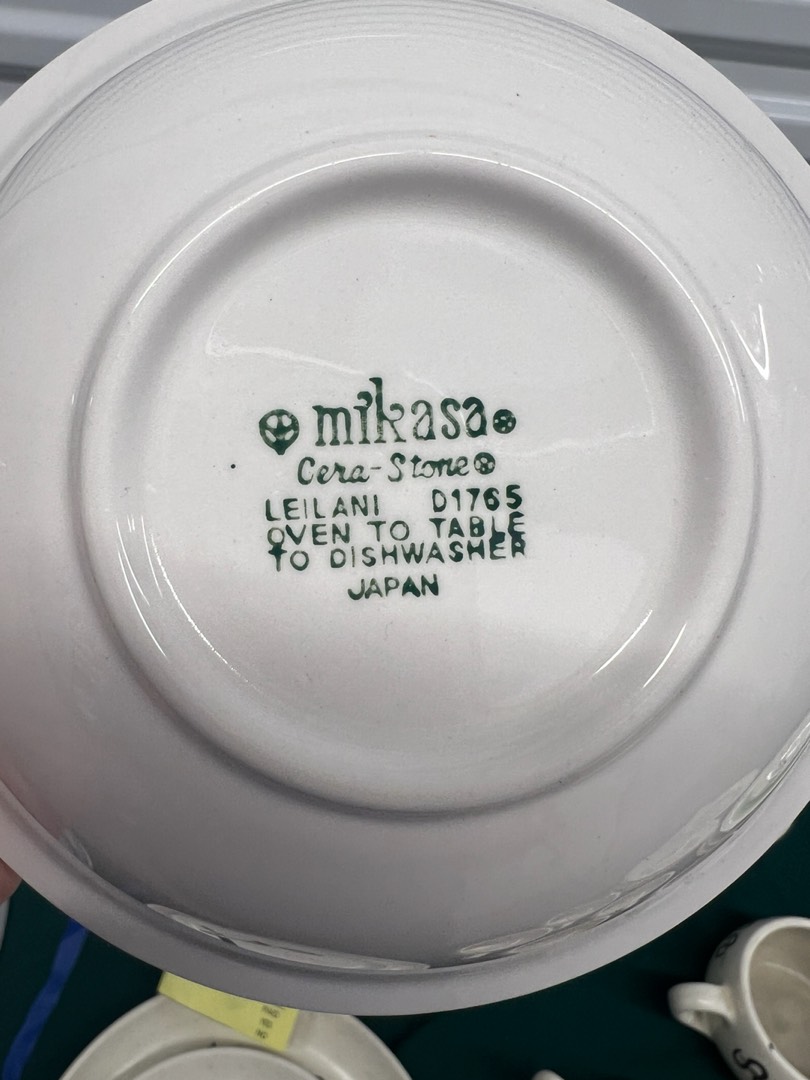 mikasa®
Cera-Stone®
LEILANI D1765
OVEN TO TABLE
TO DISHWASHER
JAPAN
S